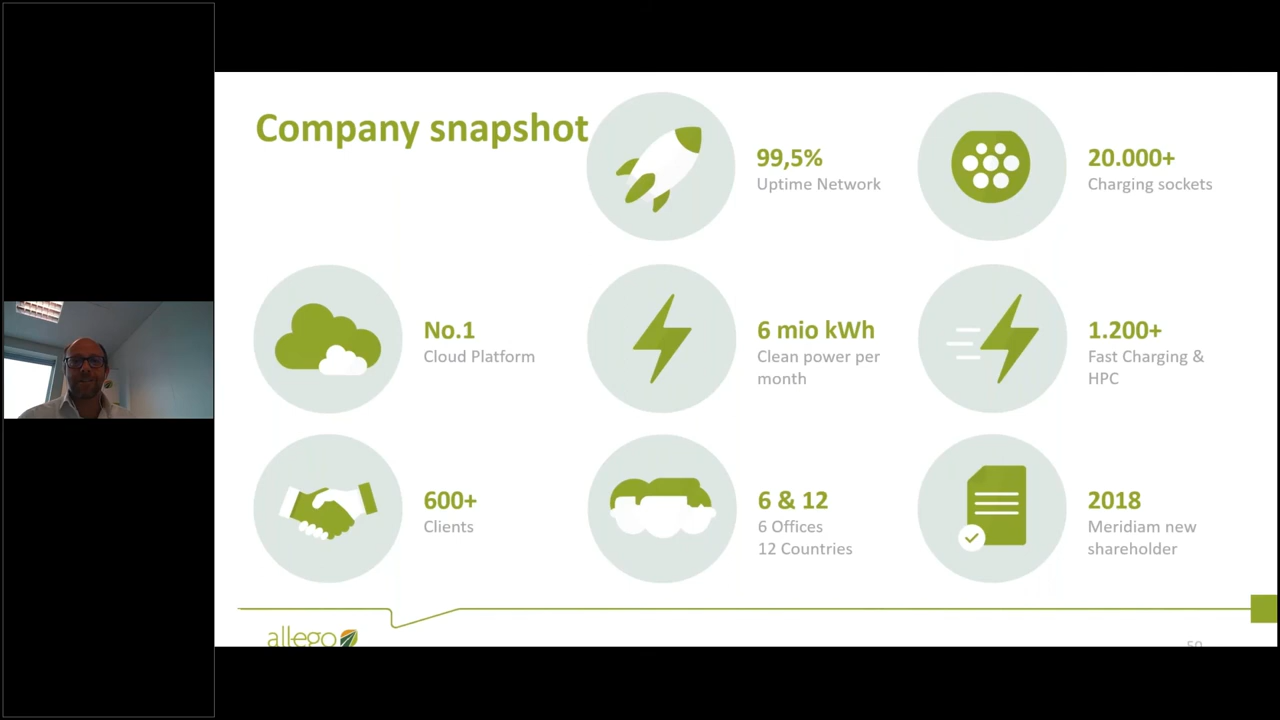 Company snapshot
99,5%
Uptime Network
20.000+
Charging sockets
No.1
Cloud Platform
6 mio kWh
Clean power per
month
1.200+
Fast Charging &
HPC
600+
Clients
6 & 12
6 Offices
12 Countries
2018
Meridiam new
shareholder
allego